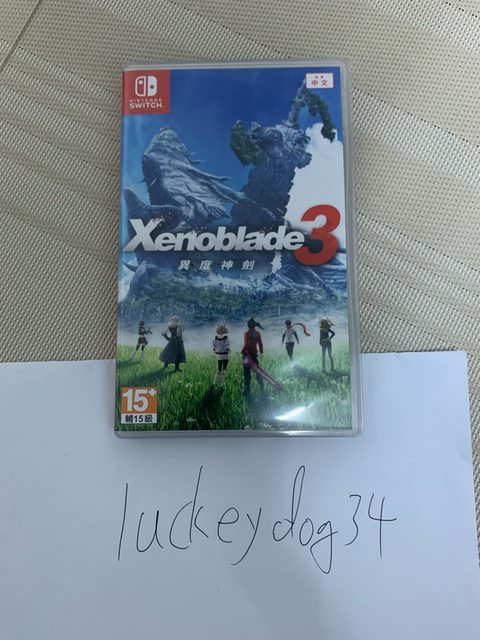 NINTENDO
SWITCH
中文
Xenoblade3
異度神劍
15+
輔15級
luckeydog34